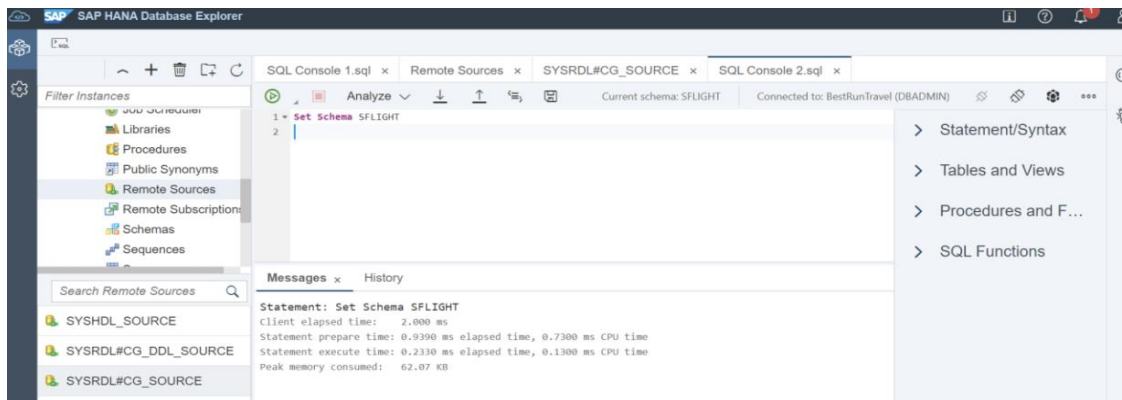 SAP SAP HANA Database Explorer
SQL Console 1.sql × Remote Sources × SYSRDL#CG_SOURCE × SQL Console 2.sql ×
Filter Instances
Analyze
Current schema: SFLIGHT
Connected to: BestRunTravel (DBADMIN)
Job Scheduler
Libraries
Procedures
Public Synonyms
Remote Sources
Remote Subscriptions
Schemas
Sequences
Search Remote Sources
SYSHDL_SOURCE
SYSRDL#CG_DDL_SOURCE
SYSRDL#CG_SOURCE
1 Set Schema SFLIGHT
2
Messages × History
Statement: Set Schema SFLIGHT
Client elapsed time: 2.000 ms
Statement prepare time: 0.9390 ms elapsed time, 0.7300 ms CPU time
Statement execute time: 0.2330 ms elapsed time, 0.1300 ms CPU time
Peak memory consumed: 62.07 KB
Statement/Syntax
Tables and Views
Procedures and F...
SQL Functions